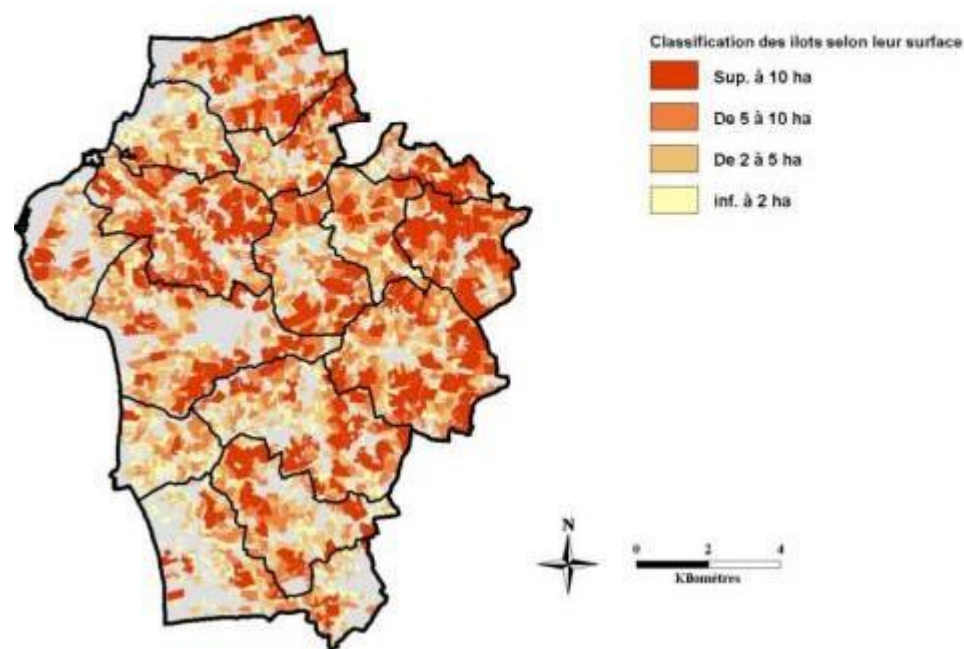 Classification des ilots selon leur surface
Sup. à 10 ha
De 5 à 10 ha
De 2 à 5 ha
inf. à 2 ha
N
0 2 4
Kilométres